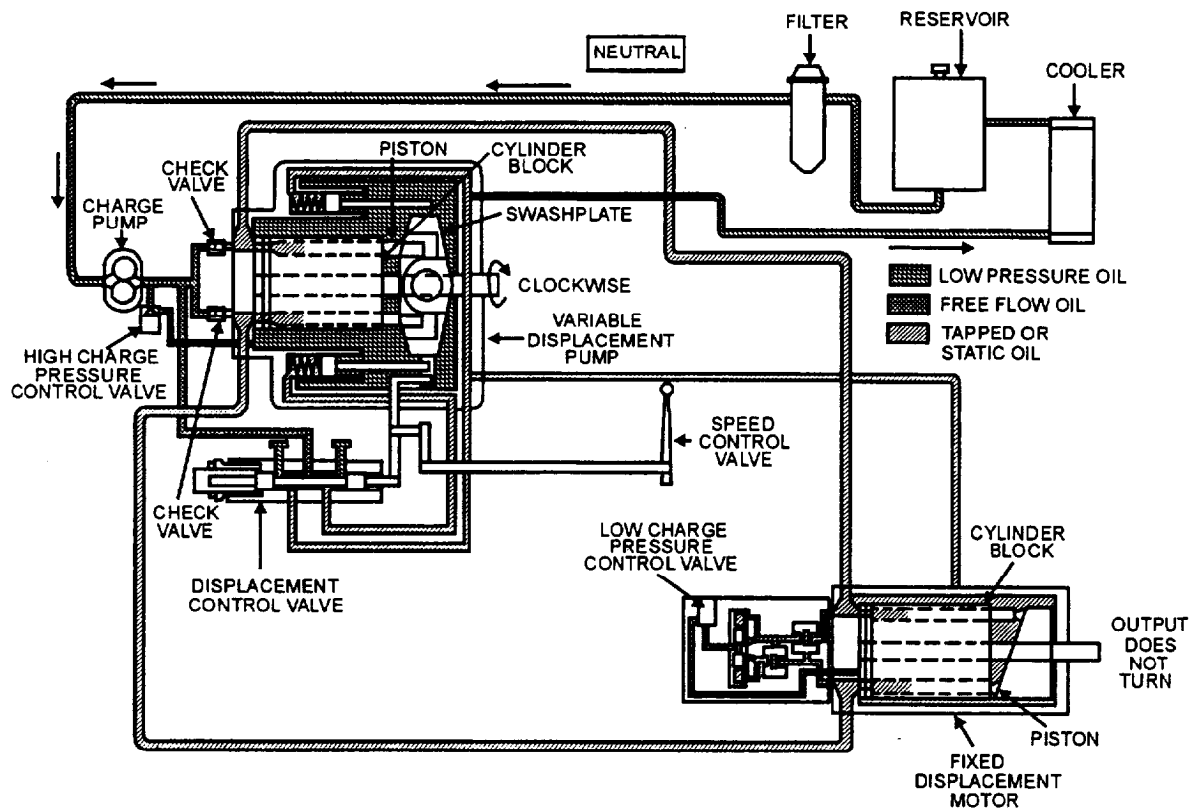 NEUTRAL
FILTER
RESERVOIR
COOLER
PISTON
CYLINDER
BLOCK
CHECK
VALVE
CHARGE
PUMP
SWASHPLATE
CLOCKWISE
LOW PRESSURE OIL
FREE FLOW OIL
TAPPED OR
STATIC OIL
VARIABLE
DISPLACEMENT
PUMP
HIGH CHARGE
PRESSURE
CONTROL VALVE
SPEED
CONTROL
VALVE
CHECK
VALVE
DISPLACEMENT
CONTROL VALVE
LOW CHARGE
PRESSURE
CONTROL VALVE
CYLINDER
BLOCK
OUTPUT
DOES
NOT
TURN
PISTON
FIXED
DISPLACEMENT
MOTOR